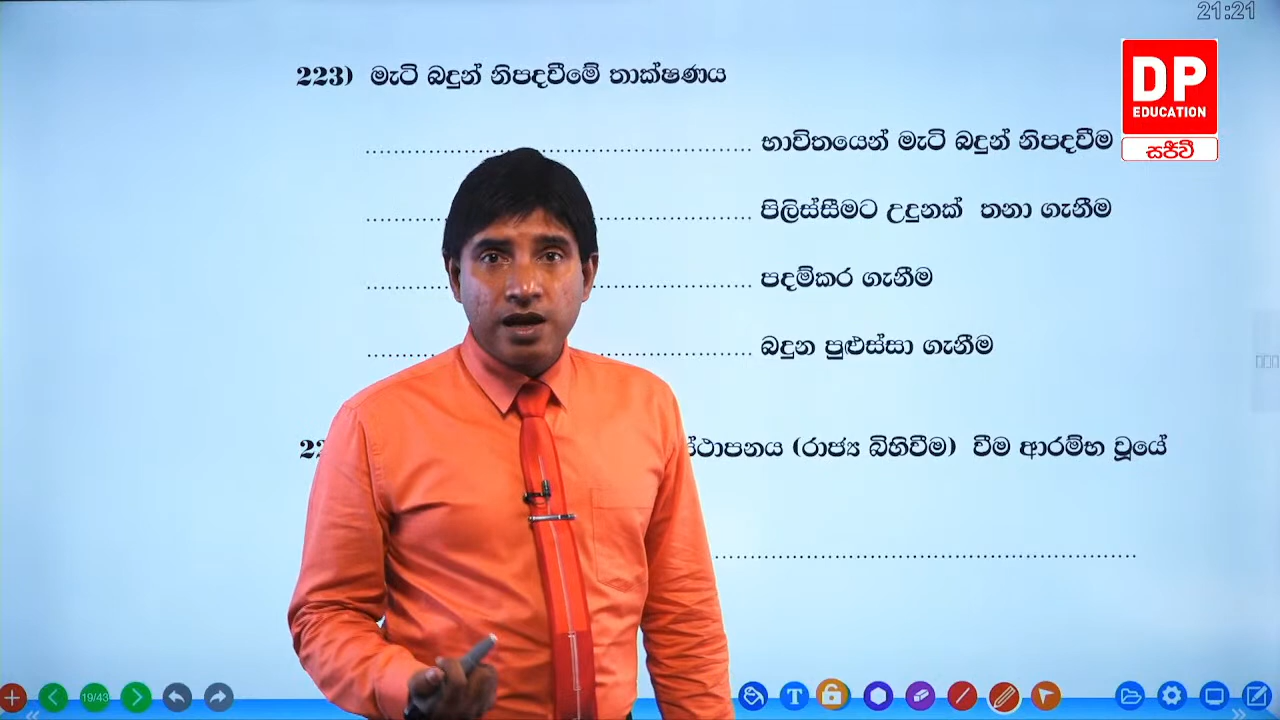 21:21
DP
EDUCATION
සජීවී
223) මැටි බඳුන් නිපදවීමේ තාක්ෂණය
........ භාවිතයෙන් මැටි බඳුන් නිපදවීම
........ පිලිස්සීමට උදුනක් තනා ගැනීම
........ පදම්කර ගැනීම
........ බඳුන පුළුස්සා ගැනීම
(රාජ්‍ය බිහිවීම) වීම ආරම්භ වූයේ
19/43